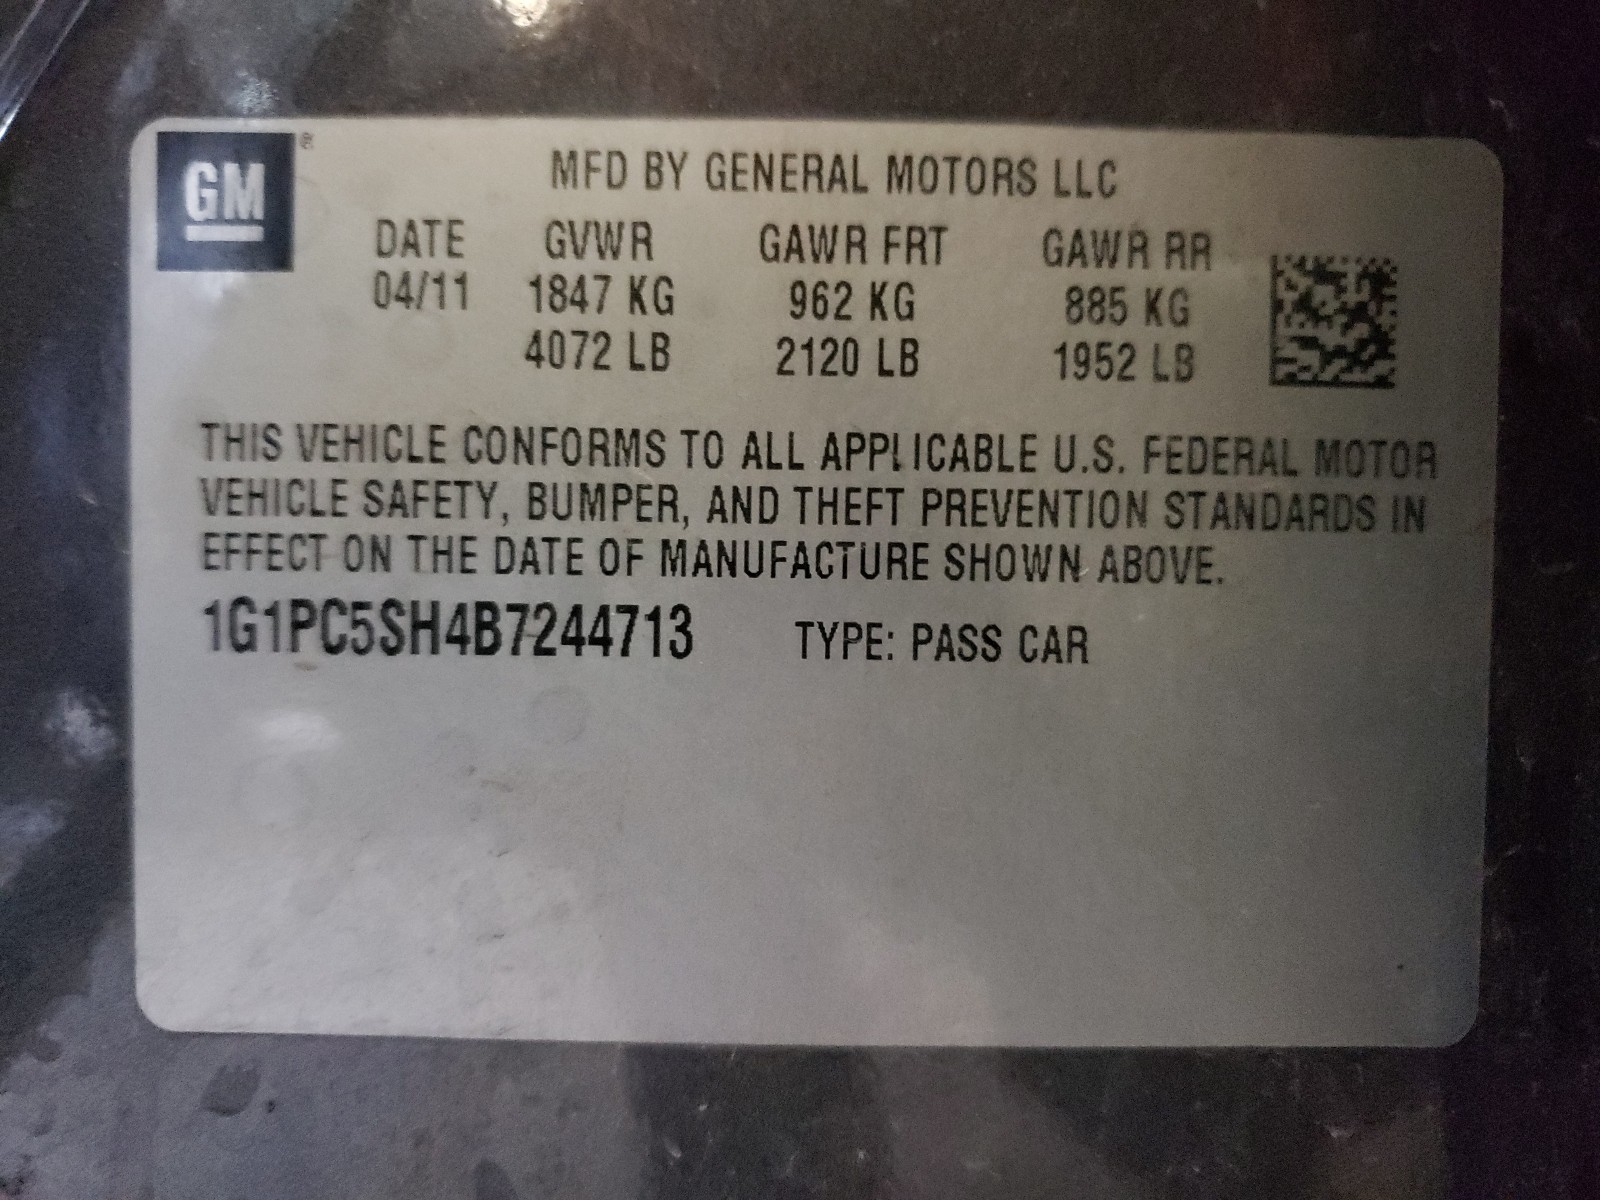 GM ®
MFD BY GENERAL MOTORS LLC
DATE GVWR GAWR FRT GAWR RR
04/11 1847 KG 962 KG 885 KG
4072 LB 2120 LB 1952 LB
THIS VEHICLE CONFORMS TO ALL APPLICABLE U.S. FEDERAL MOTOR
VEHICLE SAFETY, BUMPER, AND THEFT PREVENTION STANDARDS IN
EFFECT ON THE DATE OF MANUFACTURE SHOWN ABOVE.
1G1PC5SH4B7244713 TYPE: PASS CAR